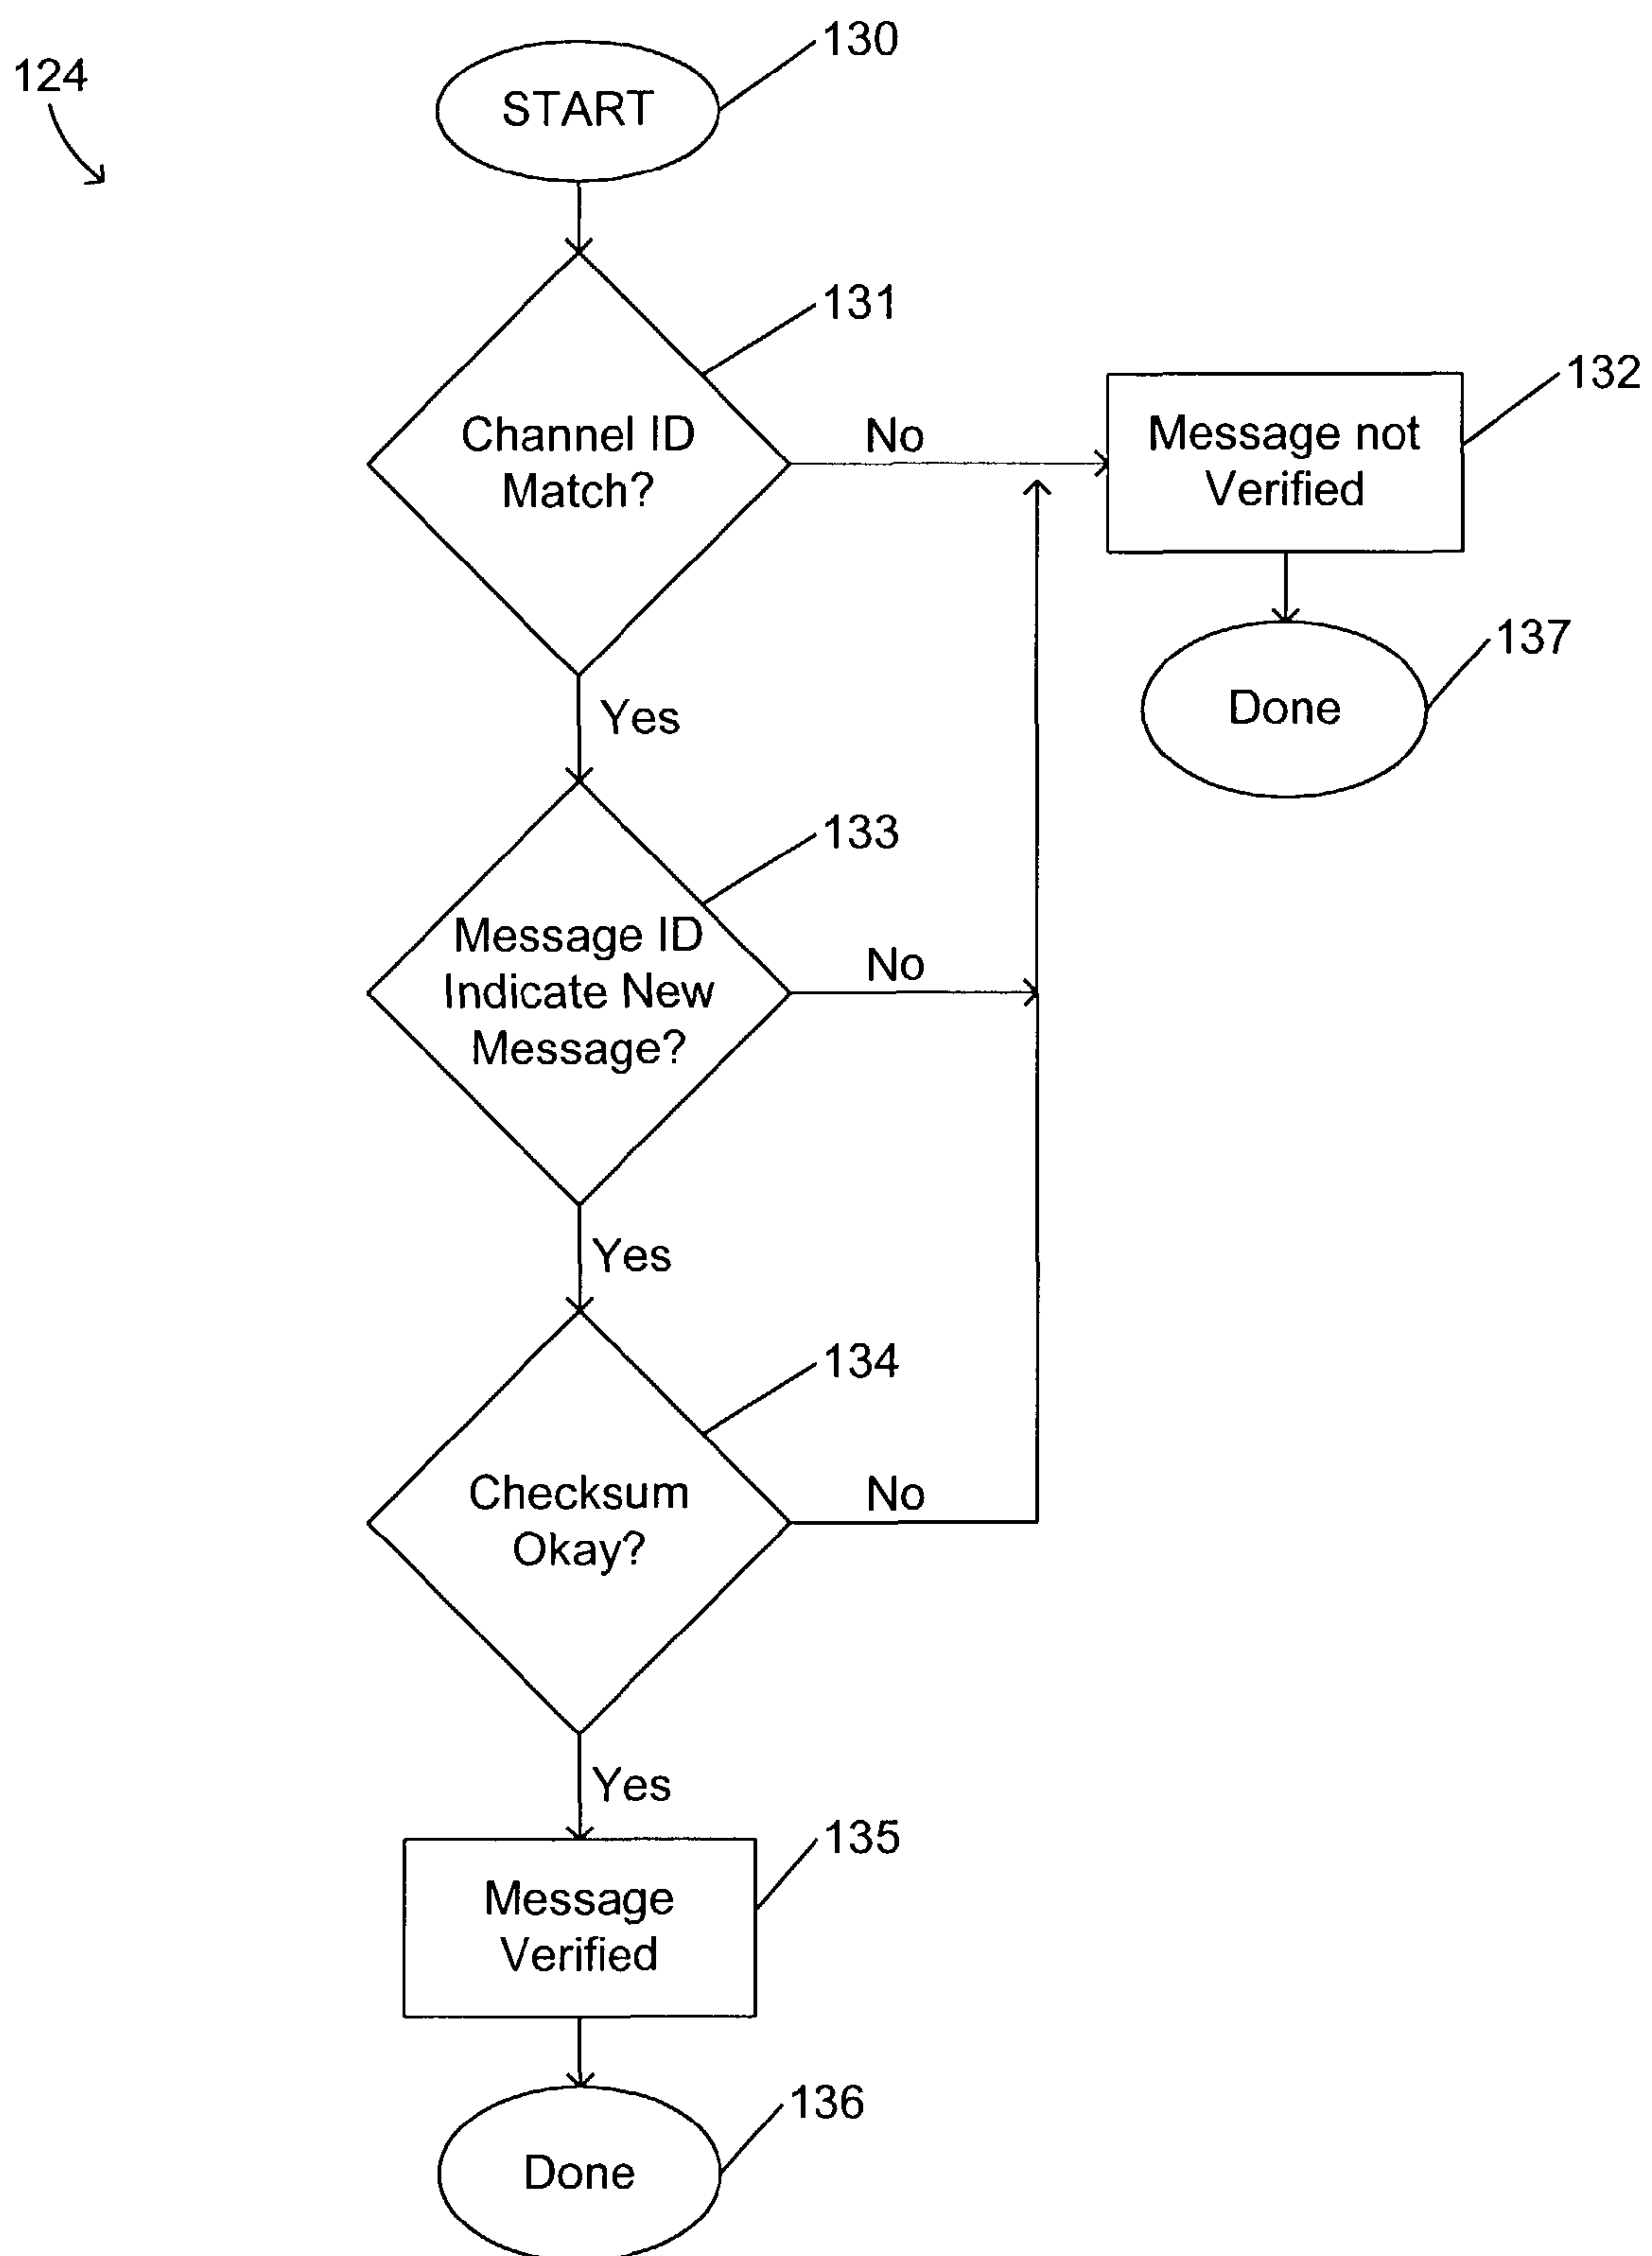 130
124
START
131
132
Channel ID
Match?
No
Message not
Verified
137
Done
Yes
133
Message ID
Indicate New
Message?
No
Yes
134
Checksum
Okay?
No
Yes
135
Message
Verified
136
Done